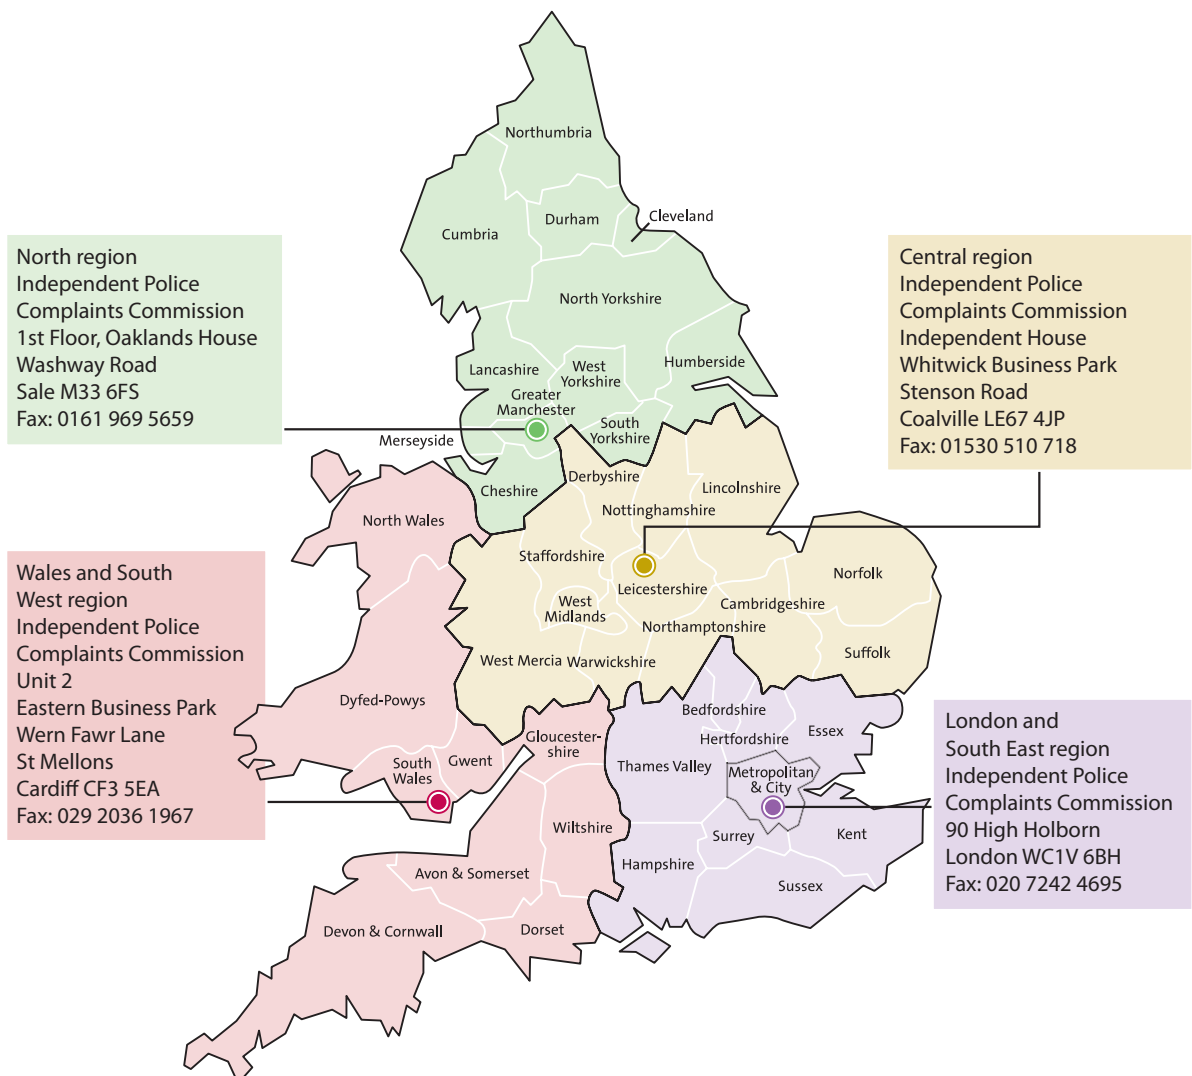 Northumbria
Cleveland
Durham
Cumbria
North Yorkshire
Humberside
Lancashire
West
Yorkshire
Greater
Manchester
South
Yorkshire
Merseyside
Cheshire
North region
Independent Police
Complaints Commission
1st Floor, Oaklands House
Washway Road
Sale M33 6FS
Fax: 0161 969 5659
Central region
Independent Police
Complaints Commission
Independent House
Whitwick Business Park
Stenson Road
Coalville LE67 4JP
Fax: 01530 510 718
Derbyshire
Lincolnshire
Nottinghamshire
Staffordshire
Leicestershire
Norfolk
Cambridgeshire
West
Midlands
Northamptonshire
Suffolk
West Mercia
Warwickshire
North Wales
Dyfed-Powys
Gwent
South
Wales
Gloucester-
shire
Wiltshire
Avon & Somerset
Devon & Cornwall
Dorset
Wales and South
West region
Independent Police
Complaints Commission
Unit 2
Eastern Business Park
Wern Fawr Lane
St Mellons
Cardiff CF3 5EA
Fax: 029 2036 1967
Bedfordshire
Hertfordshire
Essex
Thames Valley
Metropolitan
& City
Surrey
Kent
Hampshire
Sussex
London and
South East region
Independent Police
Complaints Commission
90 High Holborn
London WC1V 6BH
Fax: 020 7242 4695